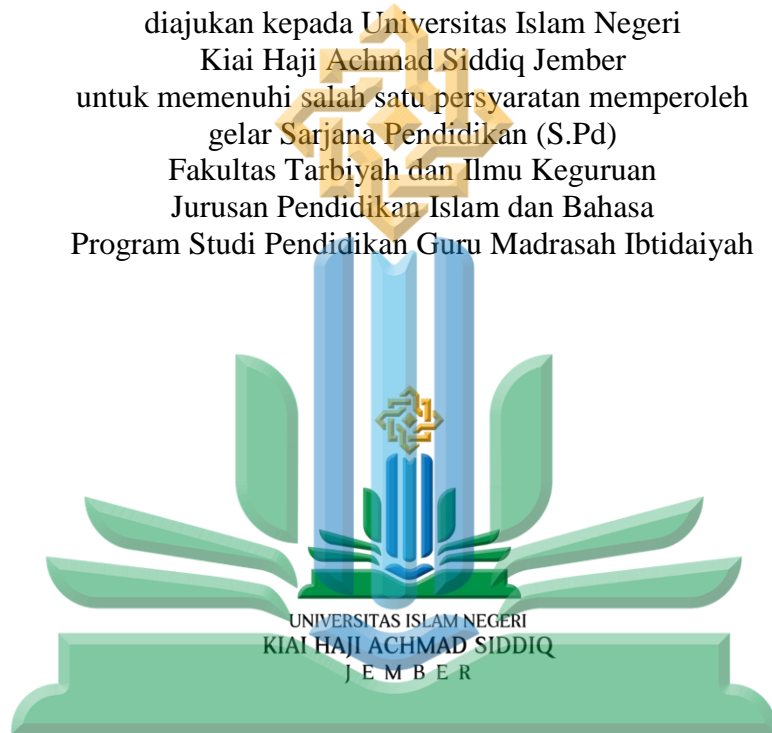 diajukan kepada Universitas Islam Negeri
Kiai Haji Achmad Siddiq Jember
untuk memenuhi salah satu persyaratan memperoleh
gelar Sarjana Pendidikan (S.Pd)
Fakultas Tarbiyah dan Ilmu Keguruan
Jurusan Pendidikan Islam dan Bahasa
Program Studi Pendidikan Guru Madrasah Ibtidaiyah
UNIVERSITAS ISLAM NEGERI
KIAI HAJI ACHMAD SIDDIQ
JEMBER